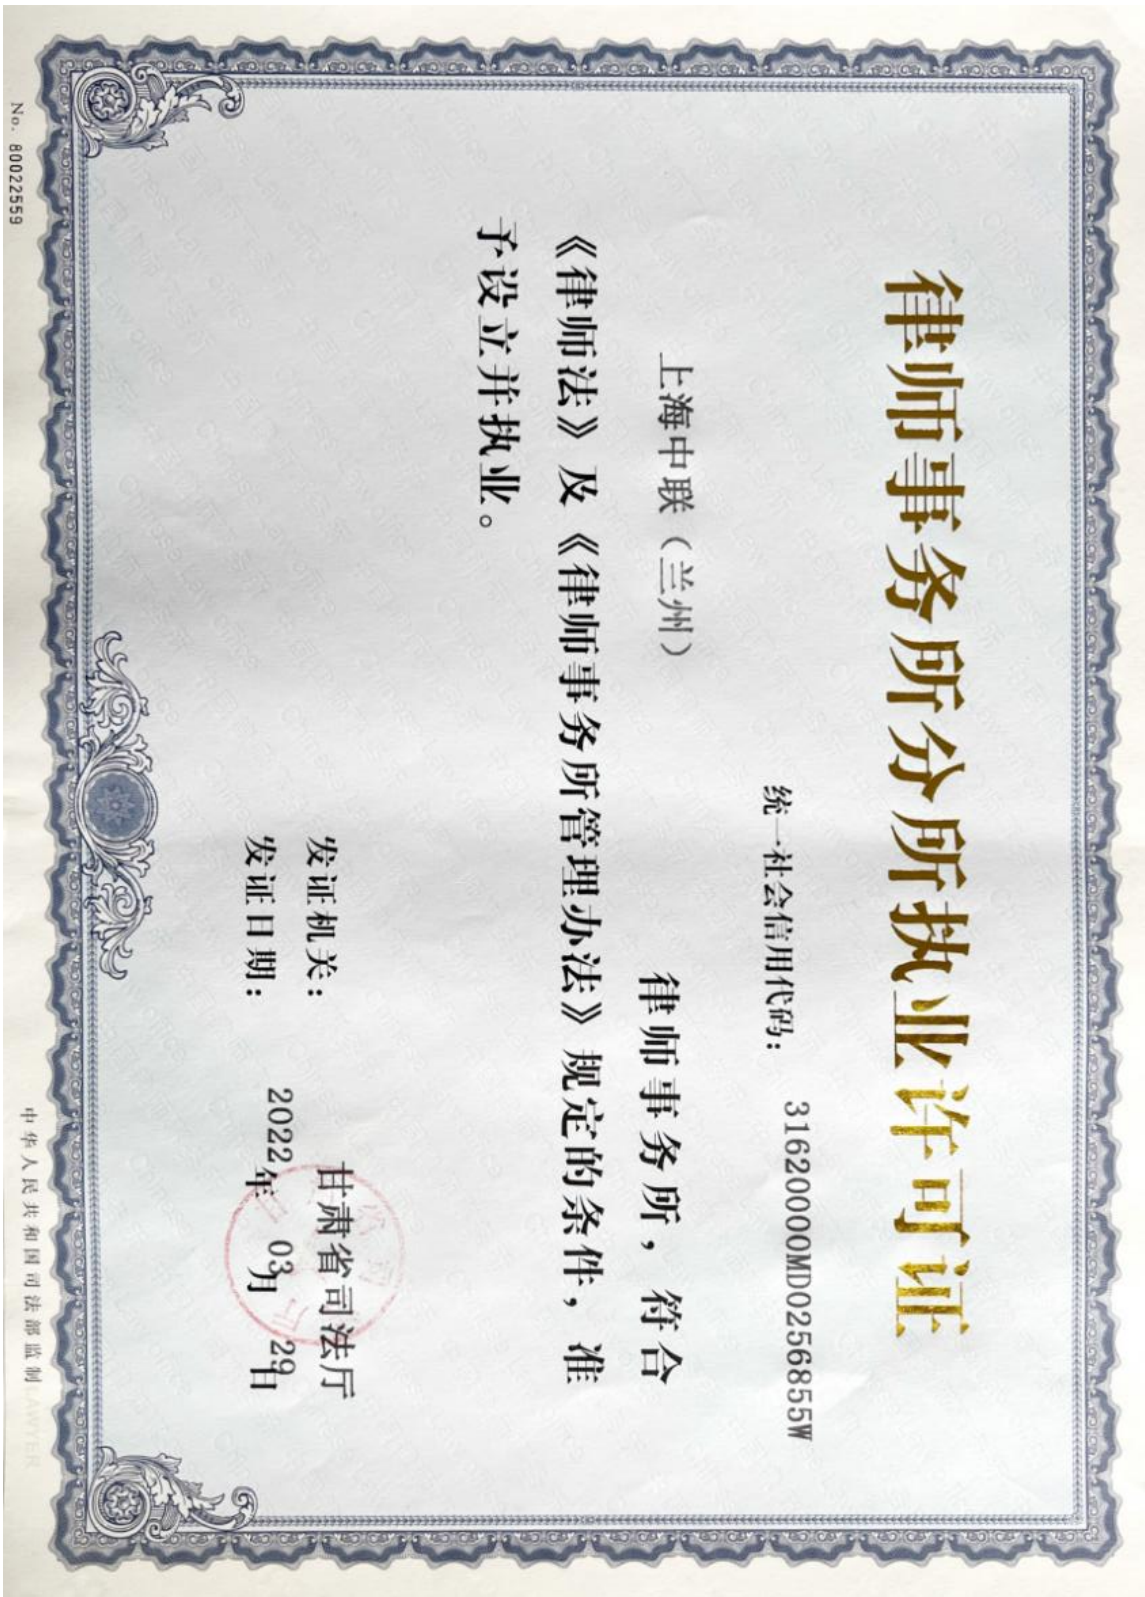 律师事务所分所执业许可证
统一社会信用代码： 31620000MD02568855W
上海中联（兰州） 律师事务所，符合
《律师法》及《律师事务所管理办法》规定的条件，准
予设立并执业。
发证机关： 甘肃省司法厅
发证日期： 2022年 03月 29日
No. 80022559
中华人民共和国司法部监制